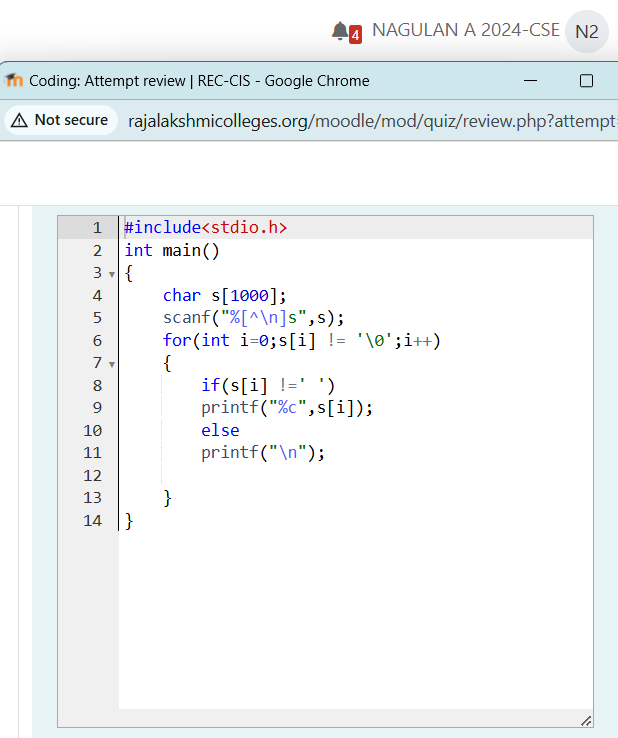 4 NAGULAN A 2024-CSE N2
Coding: Attempt review | REC-CIS - Google Chrome
Not secure rajalakshmicolleges.org/moodle/mod/quiz/review.php?attempt
1 #include<stdio.h>
2 int main()
3 {
4     char s[1000];
5     scanf("%[^\n]s",s);
6     for(int i=0;s[i] != '\0';i++)
7     {
8         if(s[i] !=' ')
9         printf("%c",s[i]);
10         else
11         printf("\n");
12
13     }
14 }